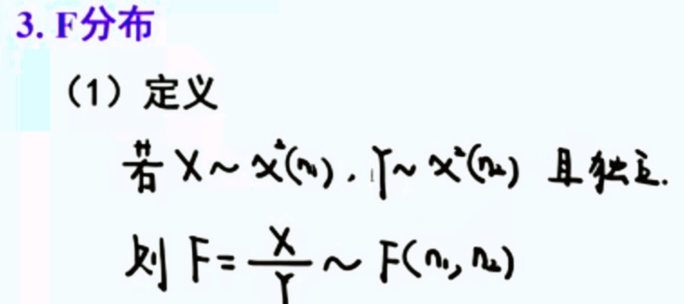 3. F分布
（1）定义
若 X ~ χ²(n₁)，Y ~ χ²(n₂) 且独立.
则 F = X/Y ~ F(n₁, n₂)